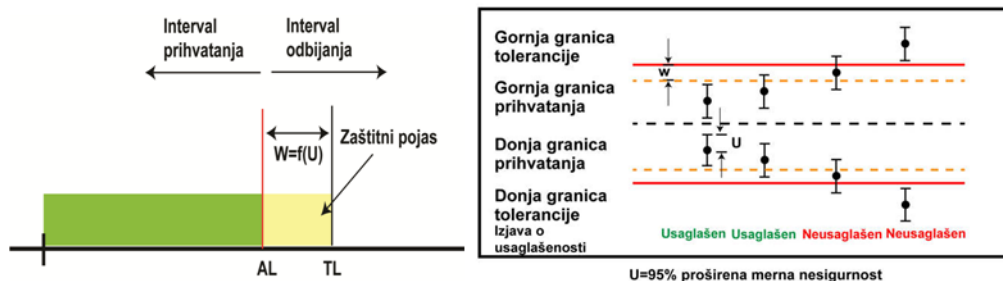 Interval
prihvatanja
Interval
odbijanja
W=f(U)
Zaštitni pojas
AL
TL
Gornja granica
tolerancije
Gornja granica
prihvatanja
Donja granica
prihvatanja
Donja granica
tolerancije
Izjava o
usaglašenosti
w
U
Usaglašen Usaglašen Neusaglašen Neusaglašen
U=95% proširena merna nesigurnost